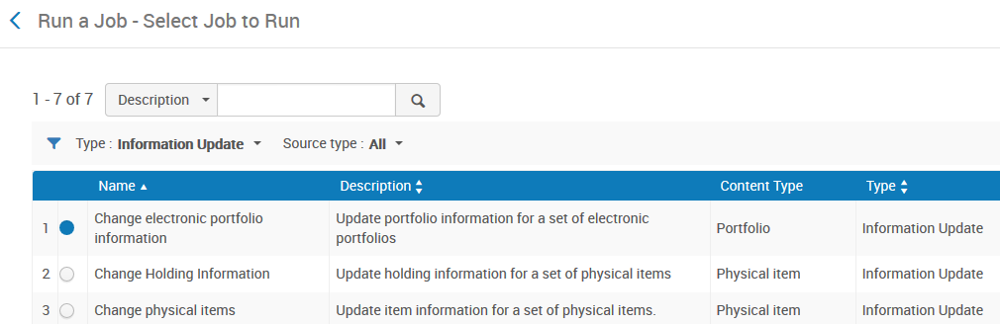 Run a Job - Select Job to Run
1 - 7 of 7 Description
Type : Information Update Source type : All
Name Description Content Type Type
1 Change electronic portfolio information Update portfolio information for a set of electronic portfolios Portfolio Information Update
2 Change Holding Information Update holding information for a set of physical items Physical item Information Update
3 Change physical items Update item information for a set of physical items. Physical item Information Update